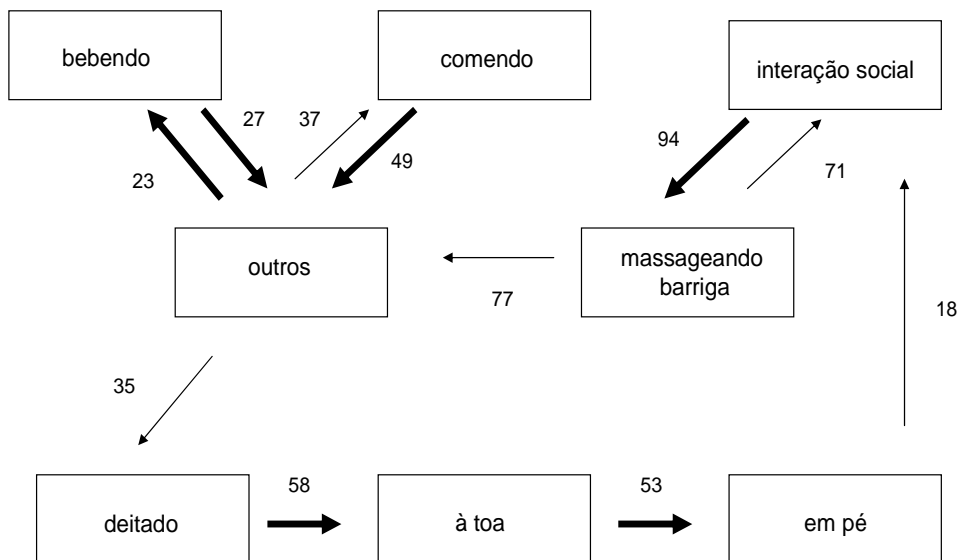 bebendo
comendo
interação social
27
37
94
23
49
71
outros
massageando
barriga
77
18
35
58
53
deitado
à toa
em pé